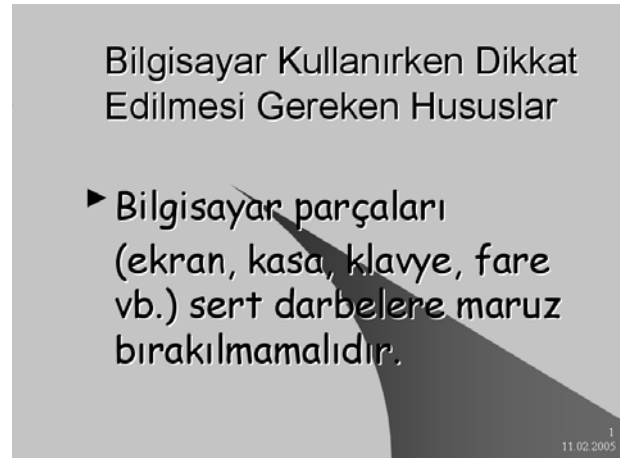 Bilgisayar Kullanırken Dikkat
Edilmesi Gereken Hususlar
Bilgisayar parçaları
(ekran, kasa, klavye, fare
vb.) sert darbelere maruz
bırakılmamalıdır.
1
11.02.2005